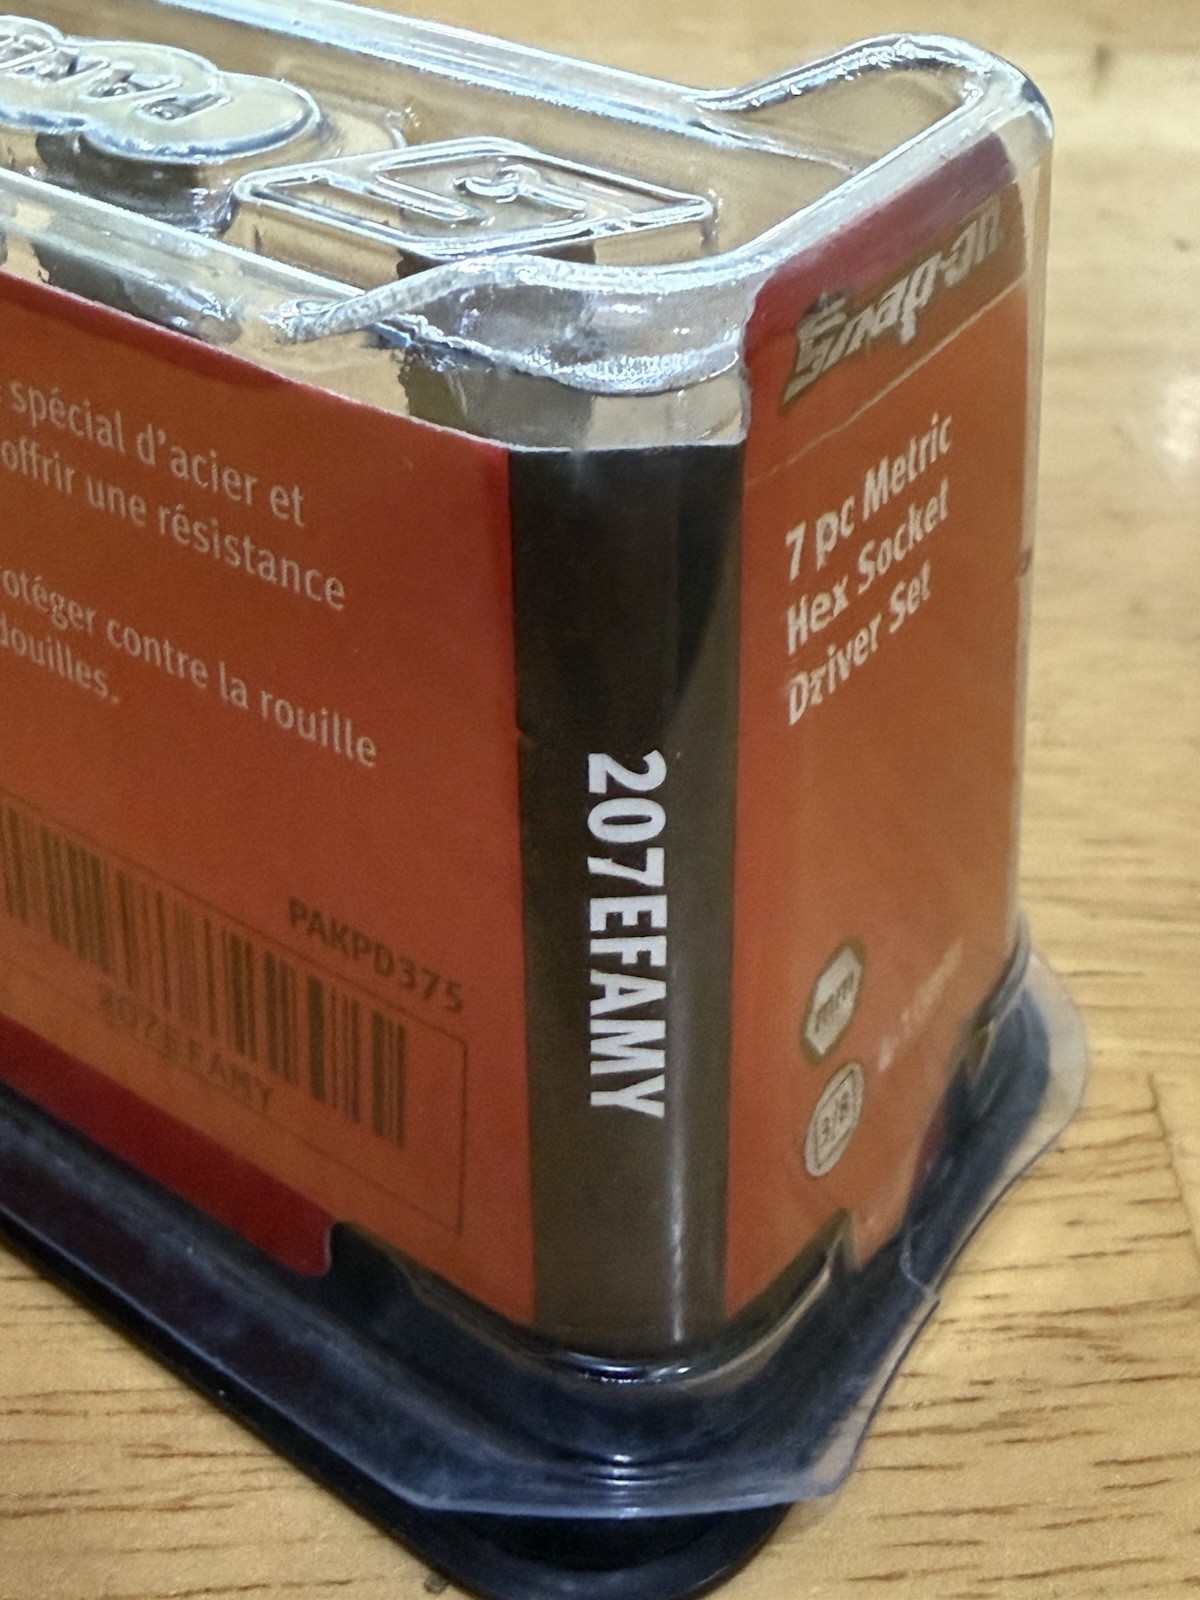 spécial d'acier et
offrir une résistance
contre la rouille
douilles.
PAKPD375
207EFAMY
207EFAMY
Snap-on
7 pc Metric
Hex Socket
Driver Set
mm
3/8